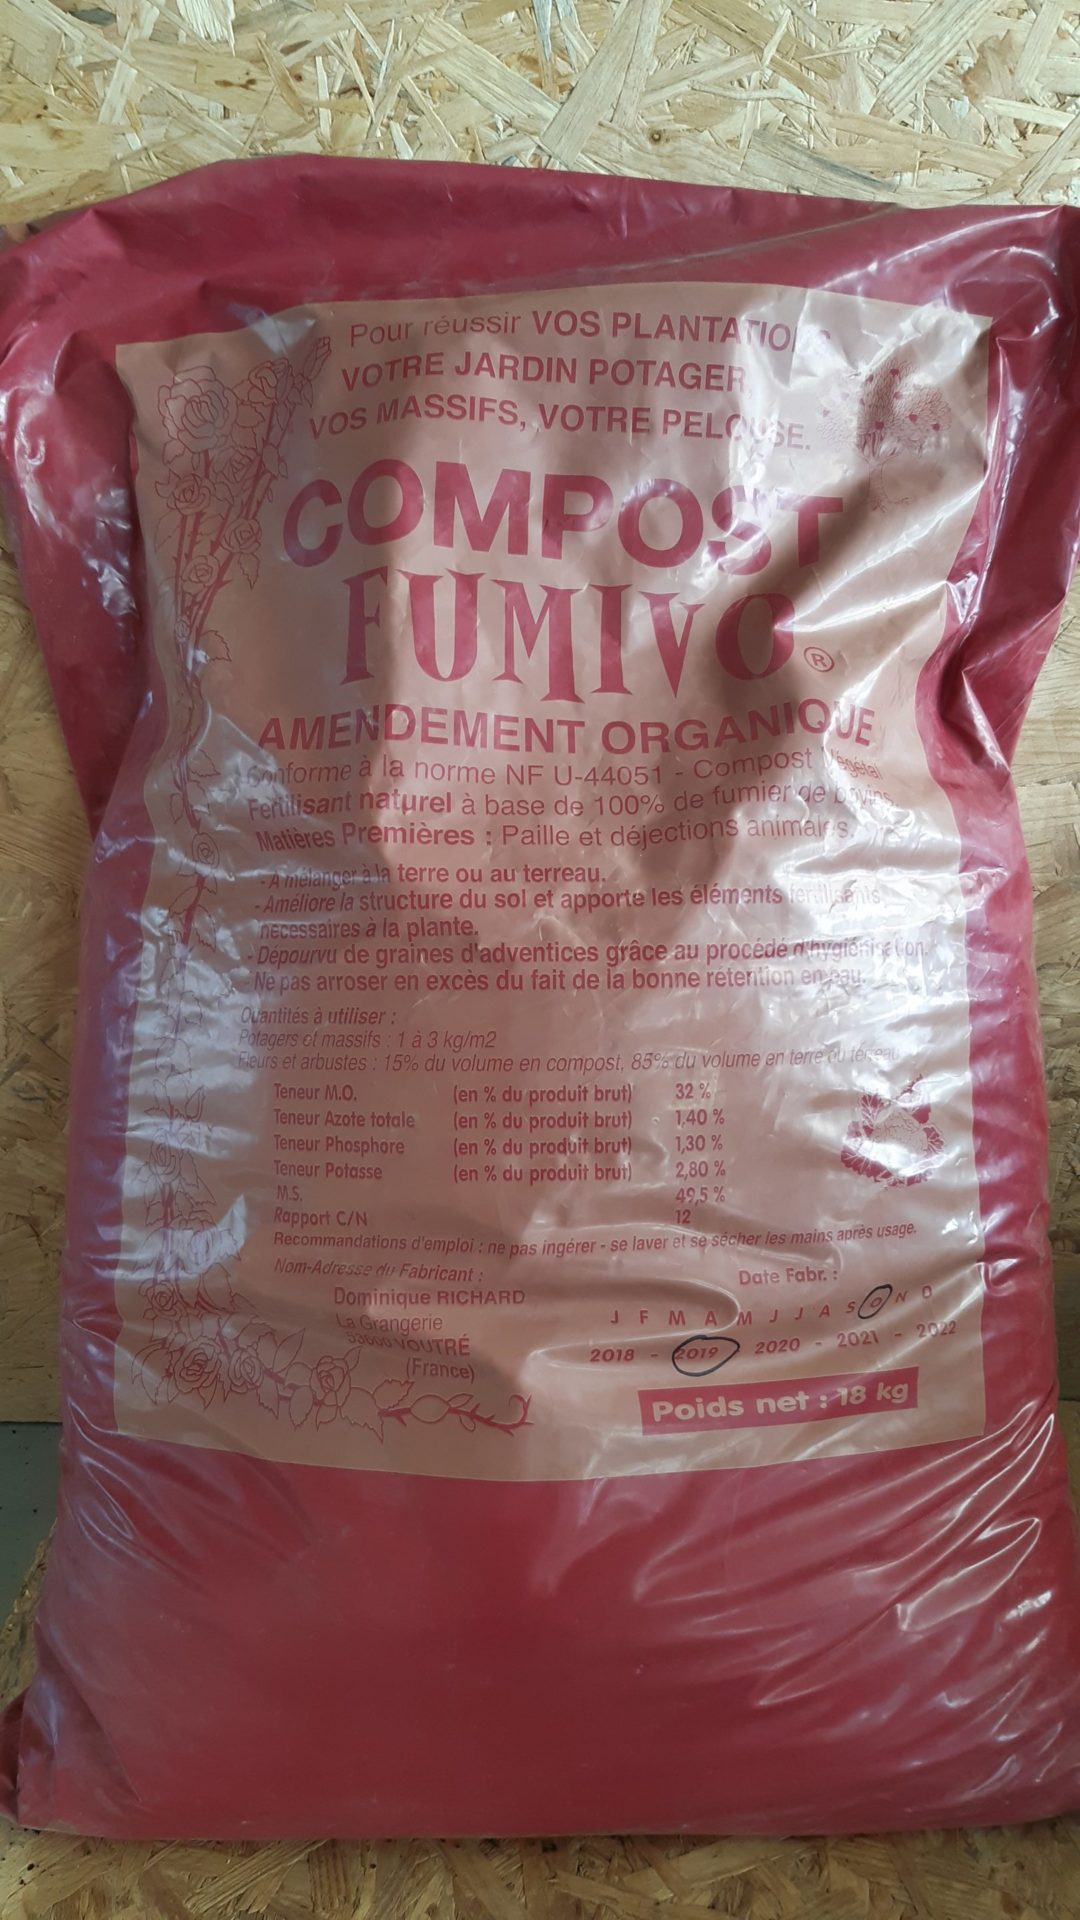 Pour réussir VOS PLANTATIONS
VOTRE JARDIN POTAGER,
VOS MASSIFS, VOTRE PELOUSE.
COMPOST
FUMIVO®
AMENDEMENT ORGANIQUE
Conforme à la norme NF U-44051 - Compost Végétal
Fertilisant naturel à base de 100% de fumier de bovins.
Matières Premières : Paille et déjections animales.
- A mélanger à la terre ou au terreau.
- Améliore la structure du sol et apporte les éléments fertilisants
nécessaires à la plante.
- Dépourvu de graines d'adventices grâce au procédé d'hygiénisation.
- Ne pas arroser en excès du fait de la bonne rétention en eau.
Quantités à utiliser :
Potagers et massifs : 1 à 3 kg/m2
Fleurs et arbustes : 15% du volume en compost, 85% du volume en terre ou terreau
Teneur M.O. (en % du produit brut) 32 %
Teneur Azote totale (en % du produit brut) 1,40 %
Teneur Phosphore (en % du produit brut) 1,30 %
Teneur Potasse (en % du produit brut) 2,80 %
M.S. 49,5 %
Rapport C/N 12
Recommandations d'emploi : ne pas ingérer - se laver et se sécher les mains après usage.
Nom-Adresse du Fabricant :
Dominique RICHARD
La Grangerie
53600 VOUTRÉ
(France)
Date Fabr. :
J F M A M J J A S O N D
2018 - 2019 - 2020 - 2021 - 2022
Poids net : 18 kg